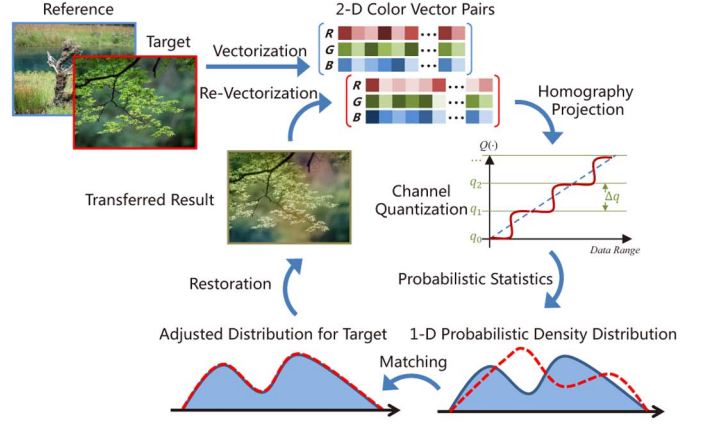 Reference
2-D Color Vector Pairs
Target
Vectorization
R
G
B
Re-Vectorization
R
G
B
Homography
Projection
Q(·)
...
q2
q1
q0
Δq
Data Range
Channel
Quantization
Transferred Result
Restoration
Probabilistic Statistics
Adjusted Distribution for Target
1-D Probabilistic Density Distribution
Matching